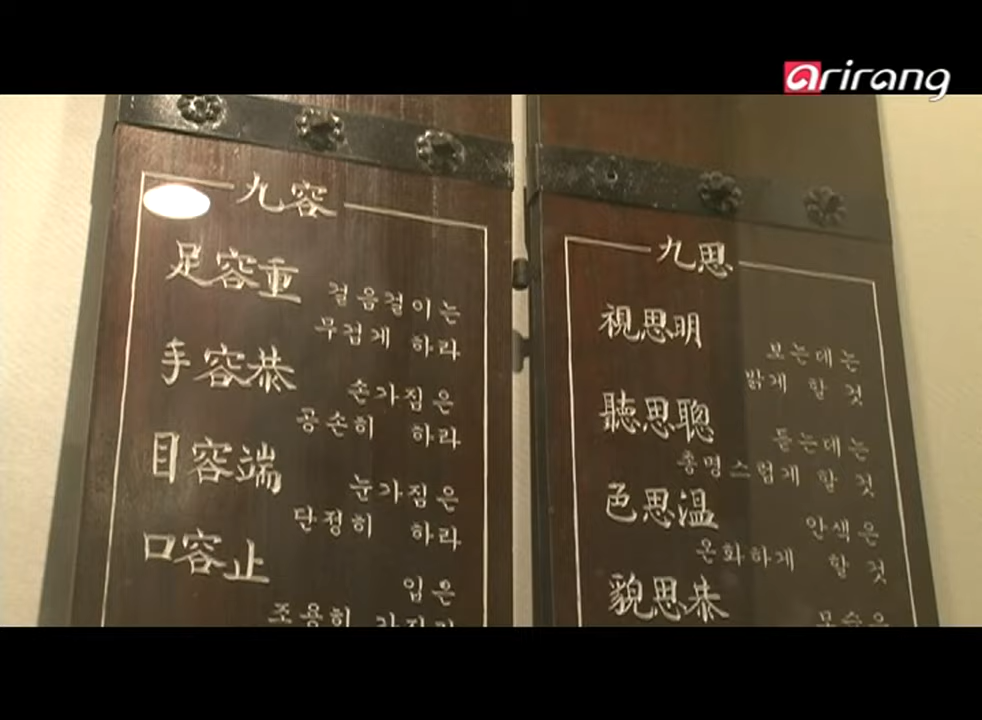 arirang
九容
足容重
걸음걸이는
무겁게 하라
手容恭
손가짐은
공손히 하라
目容端
눈가짐은
단정히 하라
口容止
입은
조용히
九思
視思明
보는데는
밝게 할 것
聽思聰
듣는데는
총명스럽게 할 것
色思温
안색은
온화하게 할 것
貌思恭